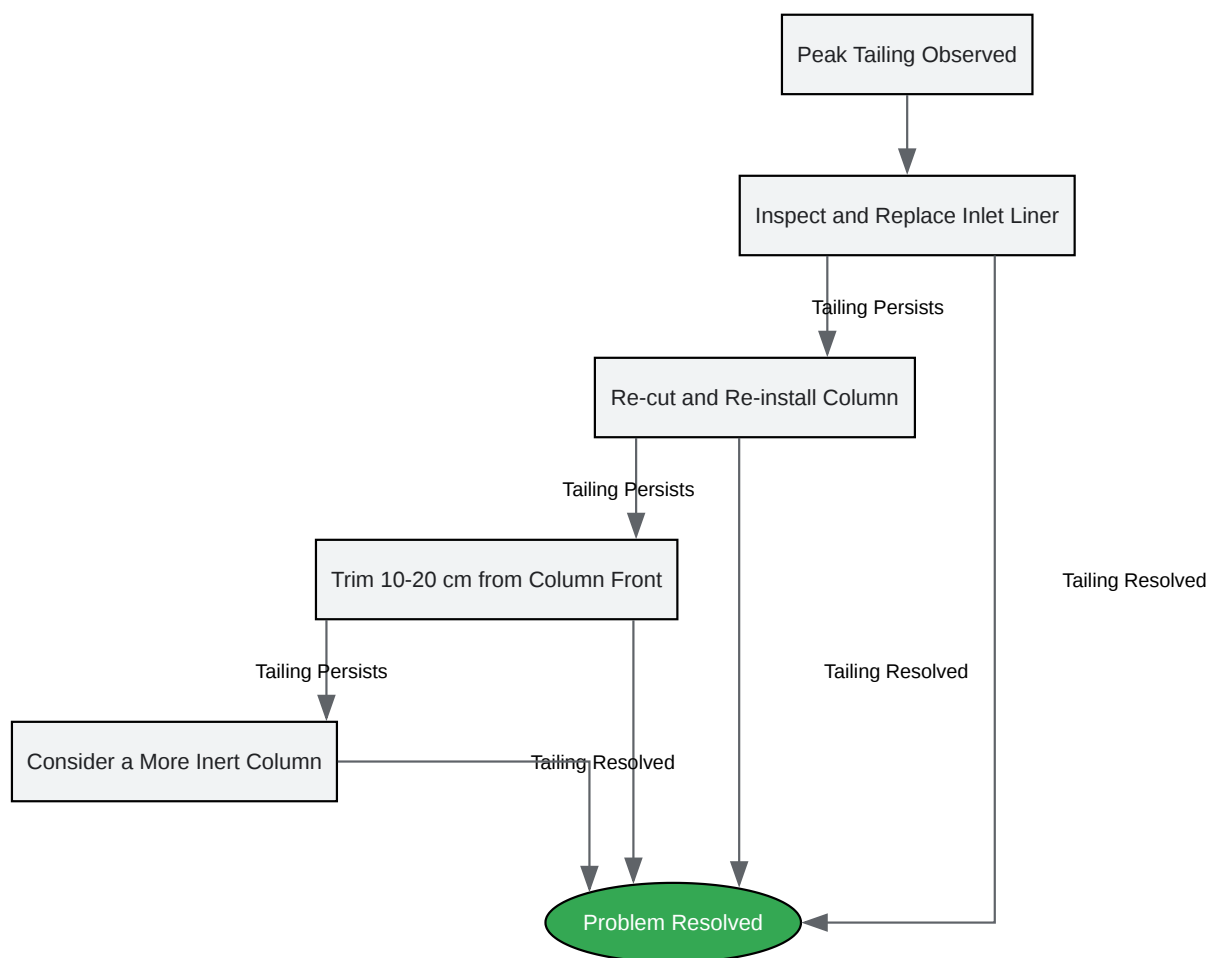 Peak Tailing Observed
Inspect and Replace Inlet Liner
Tailing Persists
Re-cut and Re-install Column
Tailing Persists
Trim 10-20 cm from Column Front
Tailing Resolved
Tailing Persists
Tailing Resolved
Consider a More Inert Column
Tailing Resolved
Problem Resolved